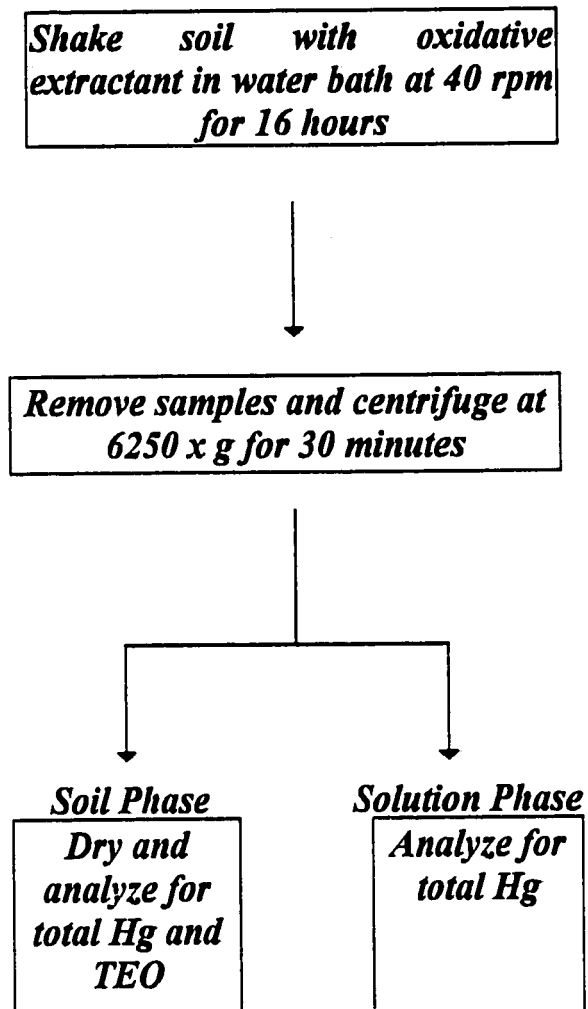 Shake soil with oxidative
extractant in water bath at 40 rpm
for 16 hours
Remove samples and centrifuge at
6250 x g for 30 minutes
Soil Phase
Dry and
analyze for
total Hg and
TEO
Solution Phase
Analyze for
total Hg